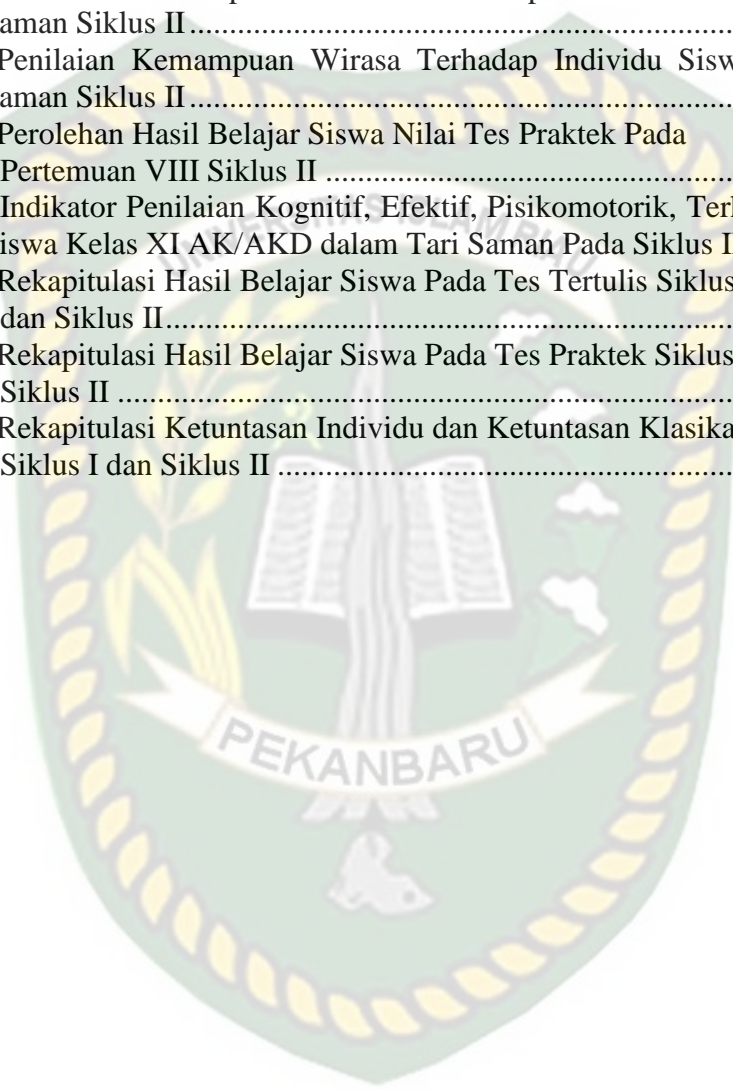 aman Siklus II ......................................................................
Penilaian Kemampuan Wirasa Terhadap Individu
aman Siklus II ......................................................................
Perolehan Hasil Belajar Siswa Nilai Tes Praktek Pada
Pertemuan VIII Siklus II ....................................................
Indikator Penilaian Kognitif, Efektif, Pisikomotorik,
iswa Kelas XI AK/AKD dalam Tari Saman Pada Siklus
Rekapitulasi Hasil Belajar Siswa Pada Tes Tertulis Siklus
dan Siklus II........................................................................
Rekapitulasi Hasil Belajar Siswa Pada Tes Praktek Siklus
Siklus II ..............................................................................
Rekapitulasi Ketuntasan Individu dan Ketuntasan
Siklus I dan Siklus II ..........................................................
UNIVERSITAS ISLAM RIAU
PEKANBARU